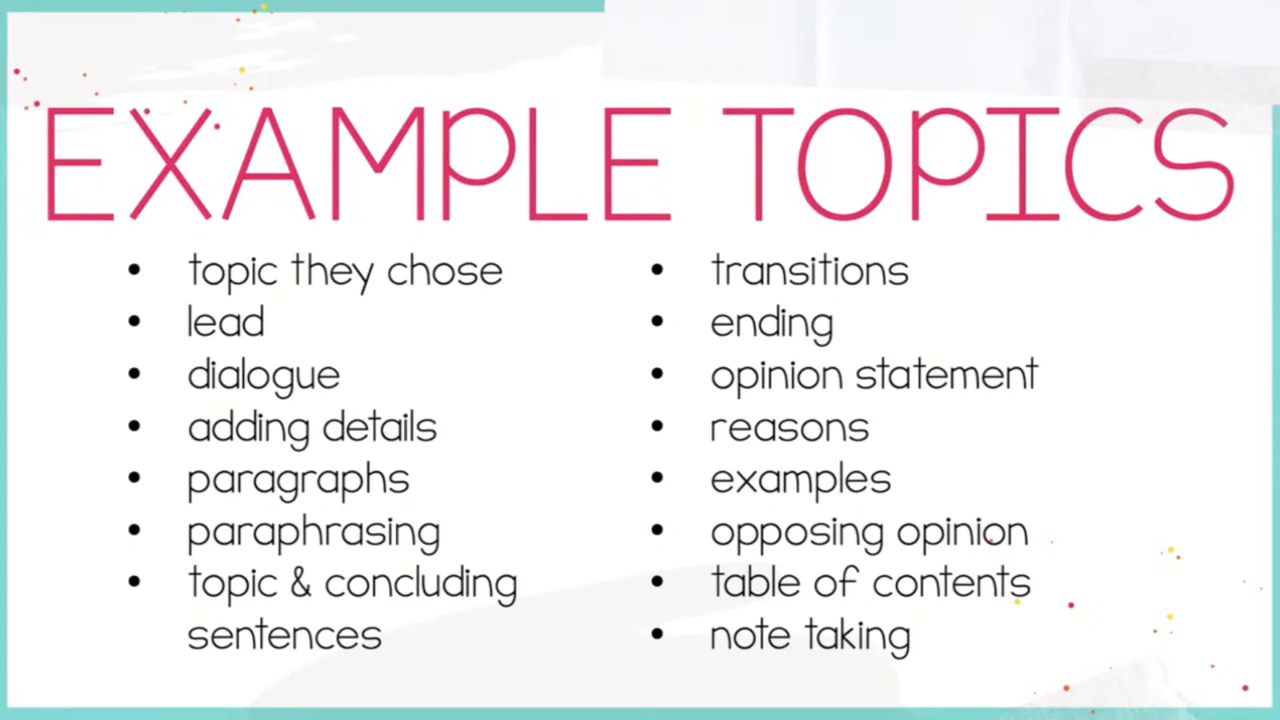 EXAMPLE TOPICS
• topic they chose
• lead
• dialogue
• adding details
• paragraphs
• paraphrasing
• topic & concluding
sentences
• transitions
• ending
• opinion statement
• reasons
• examples
• opposing opinion
• table of contents
• note taking